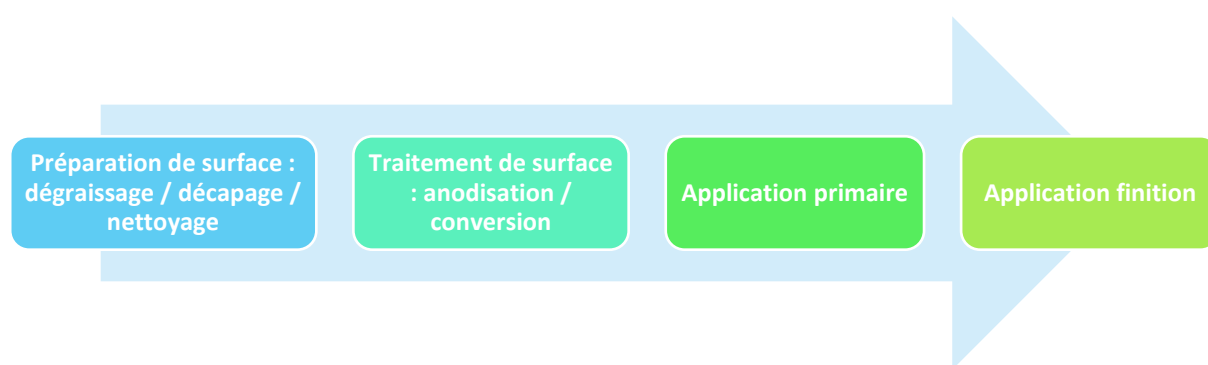 Préparation de surface :
dégraissage / décapage /
nettoyage
Traitement de surface
: anodisation /
conversion
Application primaire
Application finition